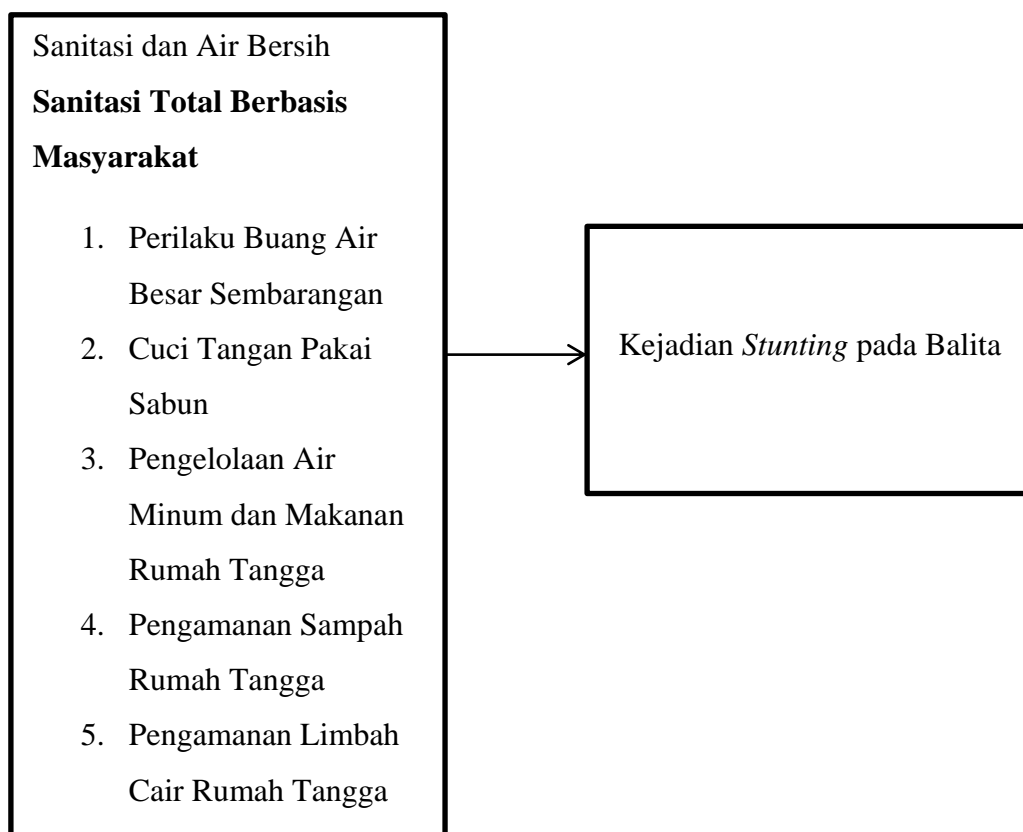 Sanitasi dan Air Bersih
Sanitasi Total Berbasis
Masyarakat
1. Perilaku Buang Air
Besar Sembarangan
2. Cuci Tangan Pakai
Sabun
3. Pengelolaan Air
Minum dan Makanan
Rumah Tangga
4. Pengamanan Sampah
Rumah Tangga
5. Pengamanan Limbah
Cair Rumah Tangga
Kejadian Stunting pada Balita